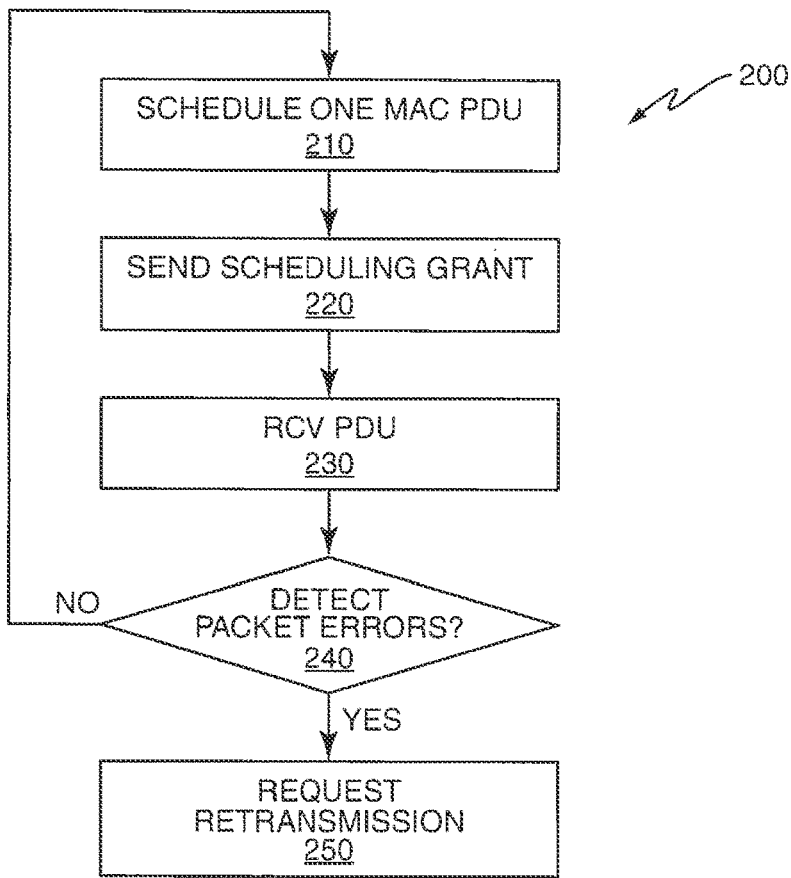 200
SCHEDULE ONE MAC PDU
210
SEND SCHEDULING GRANT
220
RCV PDU
230
NO
DETECT
PACKET ERRORS?
240
YES
REQUEST
RETRANSMISSION
250